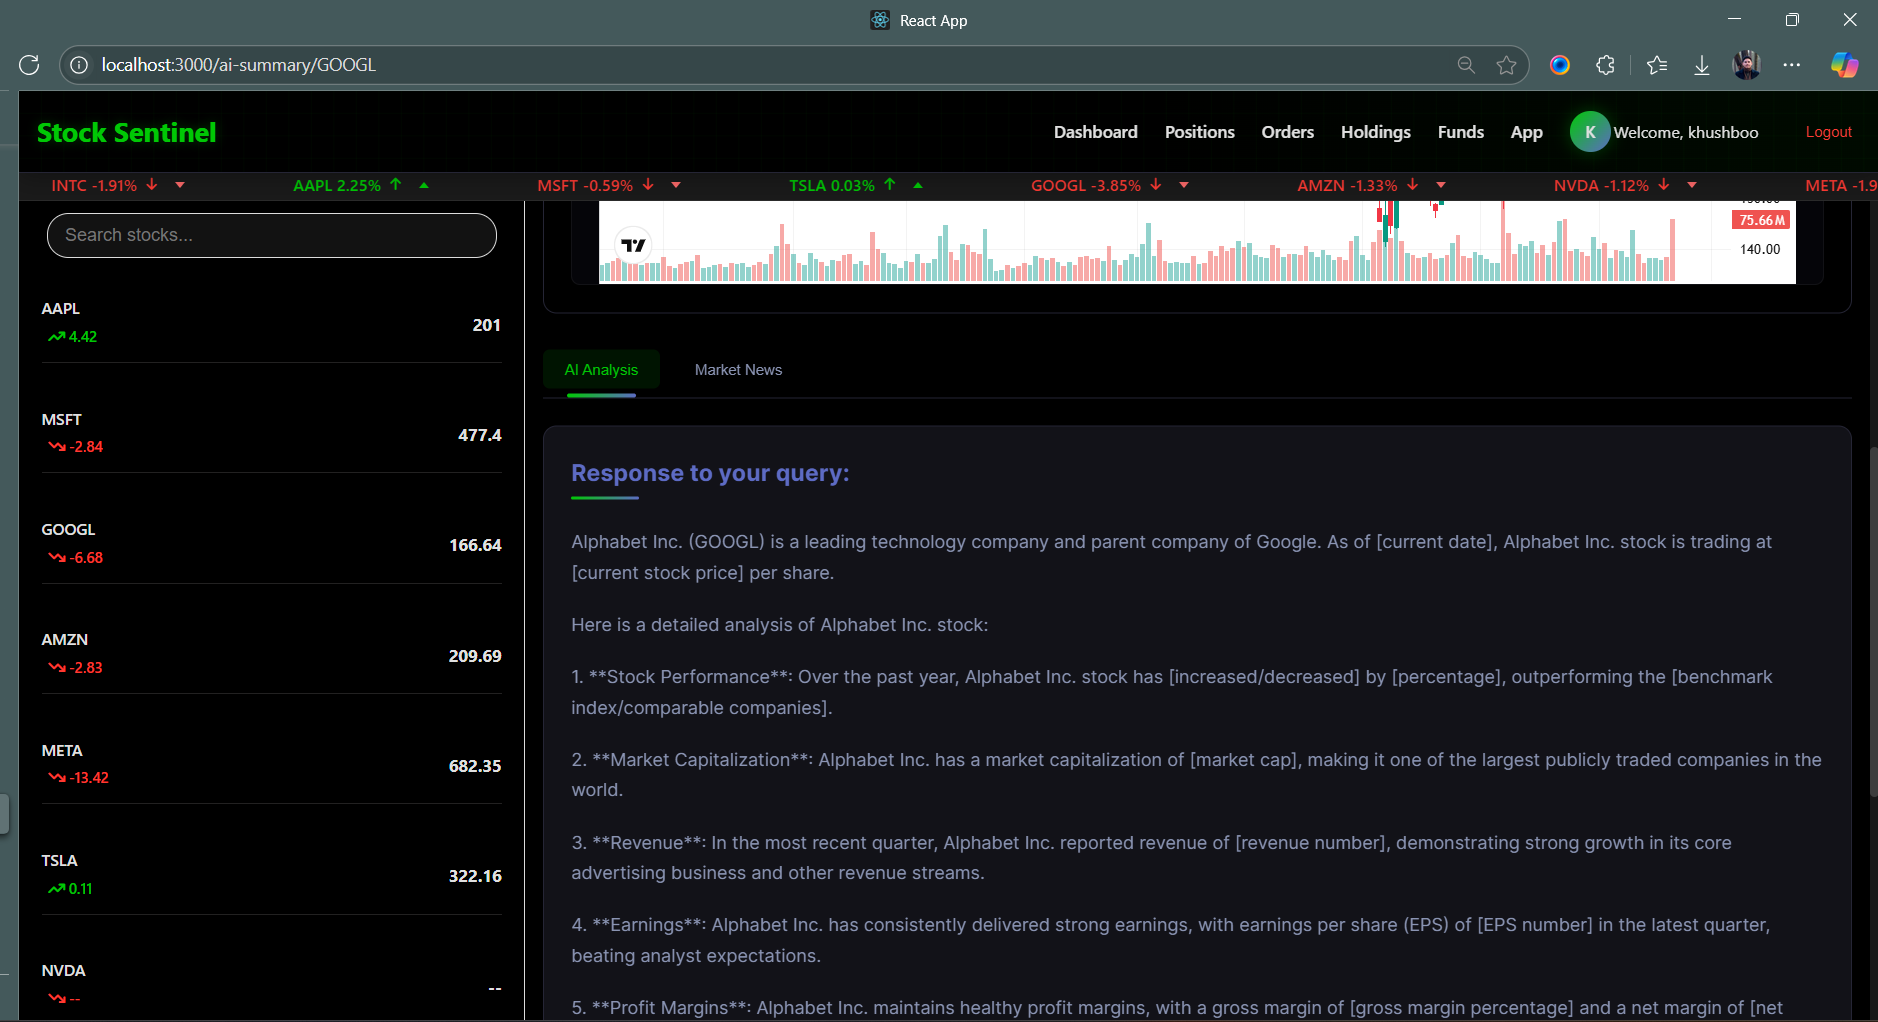 React App
localhost:3000/ai-summary/GOOGL
Stock Sentinel
Dashboard Positions Orders Holdings Funds App K Welcome, khushboo Logout
INTC -1.91% AAPL 2.25% MSFT -0.59% TSLA 0.03% GOOGL -3.85% AMZN -1.33% NVDA -1.12% META -1.9
Search stocks...
75.66 M
140.00
AAPL
4.42
201
MSFT
-2.84
477.4
GOOGL
-6.68
166.64
AMZN
-2.83
209.69
META
-13.42
682.35
TSLA
0.11
322.16
NVDA
--
--
AI Analysis Market News
Response to your query:
Alphabet Inc. (GOOGL) is a leading technology company and parent company of Google. As of [current date], Alphabet Inc. stock is trading at
[current stock price] per share.
Here is a detailed analysis of Alphabet Inc. stock:
1. **Stock Performance**: Over the past year, Alphabet Inc. stock has [increased/decreased] by [percentage], outperforming the [benchmark
index/comparable companies].
2. **Market Capitalization**: Alphabet Inc. has a market capitalization of [market cap], making it one of the largest publicly traded companies in the
world.
3. **Revenue**: In the most recent quarter, Alphabet Inc. reported revenue of [revenue number], demonstrating strong growth in its core
advertising business and other revenue streams.
4. **Earnings**: Alphabet Inc. has consistently delivered strong earnings, with earnings per share (EPS) of [EPS number] in the latest quarter,
beating analyst expectations.
5. **Profit Margins**: Alphabet Inc. maintains healthy profit margins, with a gross margin of [gross margin percentage] and a net margin of [net